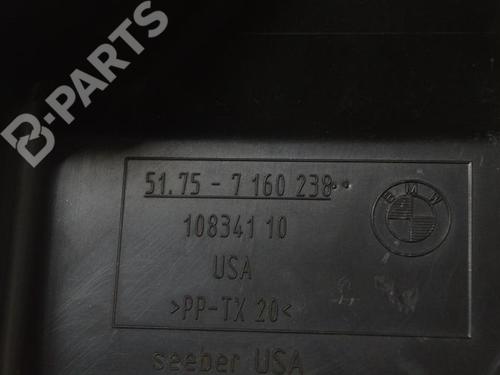 B-PARTS
51.75 - 7 160 238··
BMW
108341 10
USA
>PP-TX 20<
seeber USA